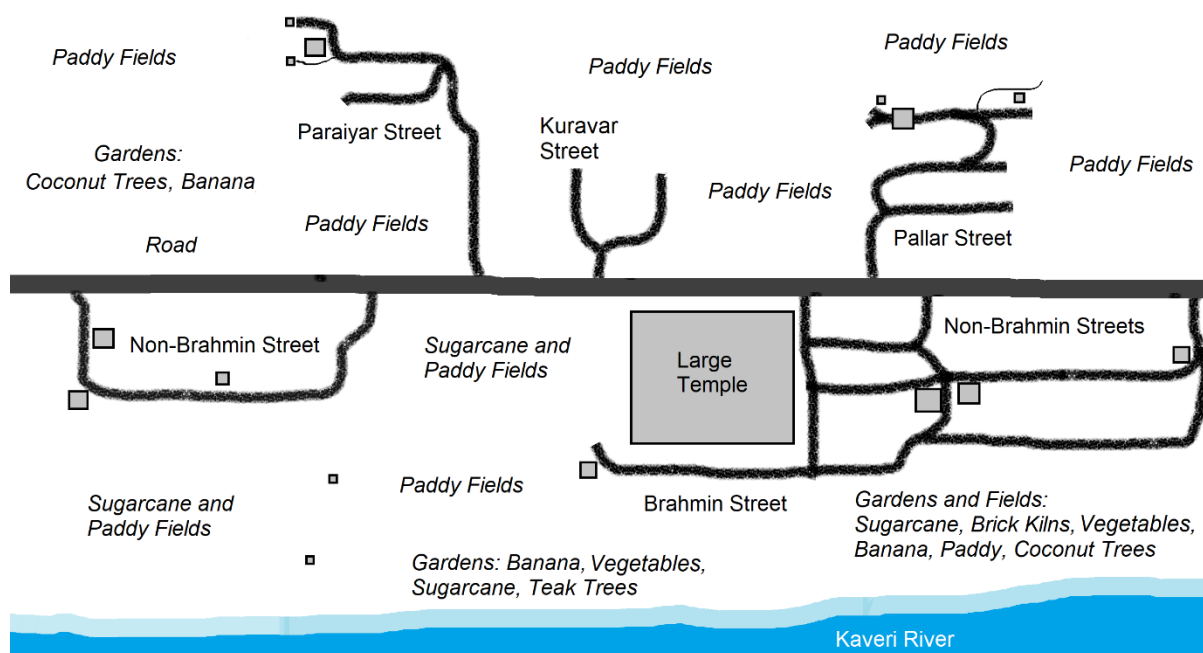 Paddy Fields
Paddy Fields
Paddy Fields
Paraiyar Street
Kuravar
Street
Gardens:
Coconut Trees, Banana
Paddy Fields
Paddy Fields
Paddy Fields
Road
Pallar Street
Non-Brahmin Street
Sugarcane and
Paddy Fields
Large
Temple
Non-Brahmin Streets
Sugarcane and
Paddy Fields
Paddy Fields
Brahmin Street
Gardens and Fields:
Sugarcane, Brick Kilns, Vegetables,
Banana, Paddy, Coconut Trees
Gardens: Banana, Vegetables,
Sugarcane, Teak Trees
Kaveri River